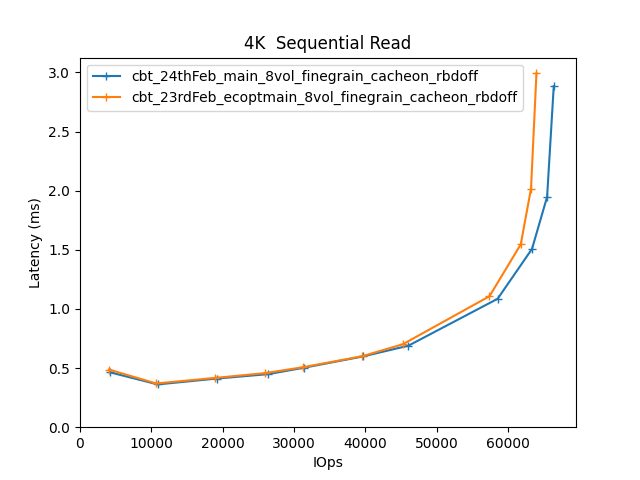 4K  Sequential Read
cbt_24thFeb_main_8vol_finegrain_cacheon_rbdoff
cbt_23rdFeb_ecoptmain_8vol_finegrain_cacheon_rbdoff
Latency (ms)
3.0
2.5
2.0
1.5
1.0
0.5
0.0
0 10000 20000 30000 40000 50000 60000
IOps